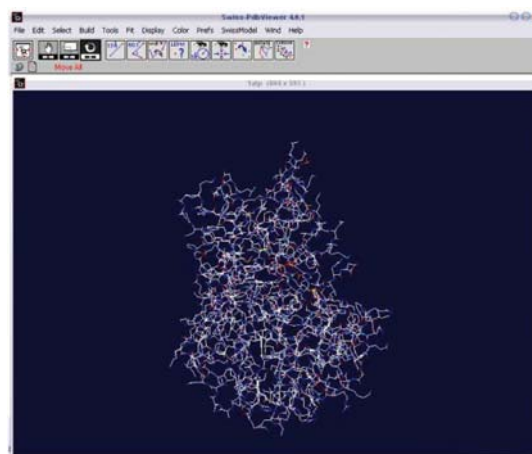 Swiss-PdbViewer 4.0.1
File Edit Select Build Tools Fit Display Color Prefs SwissModel Wind Help
Move All